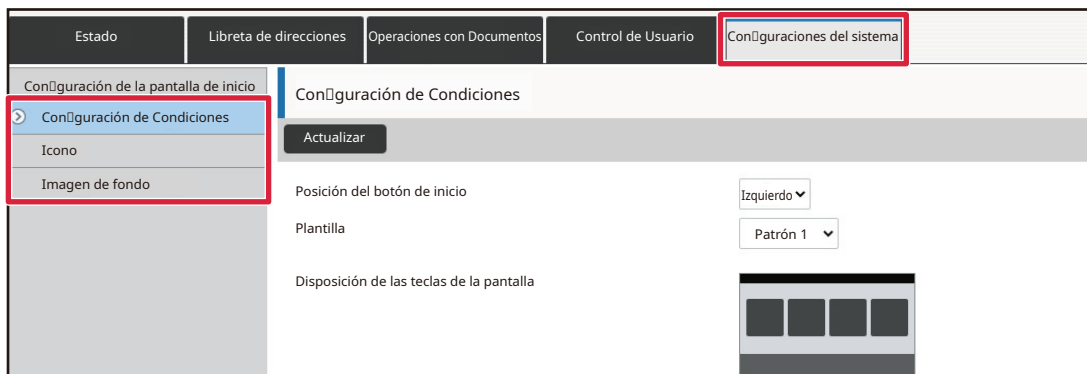 Estado
Libreta de direcciones
Operaciones con Documentos
Control de Usuario
Con▯guraciones del sistema
Con▯guración de la pantalla de inicio
Con▯guración de Condiciones
Icono
Imagen de fondo
Con▯guración de Condiciones
Actualizar
Posición del botón de inicio
Izquierdo
Plantilla
Patrón 1
Disposición de las teclas de la pantalla